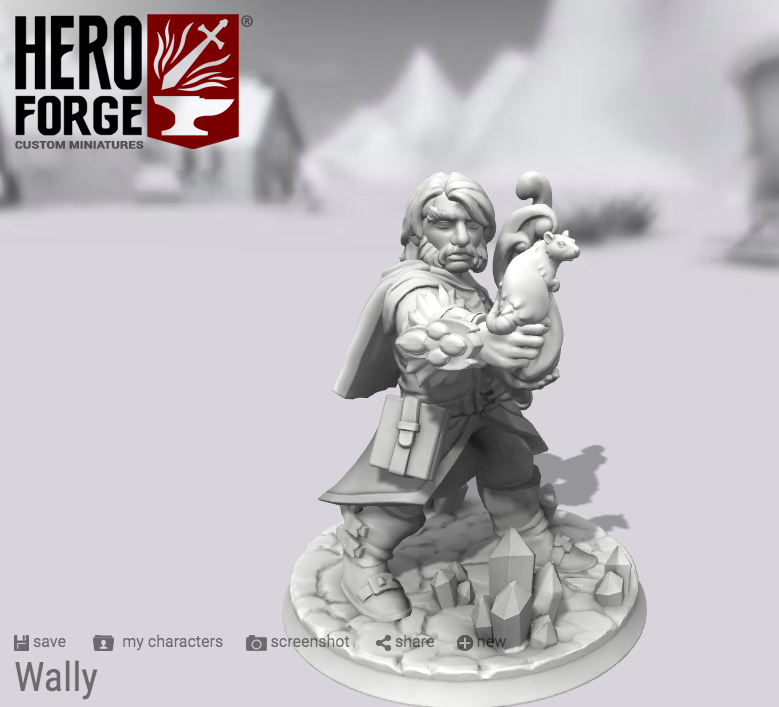 HERO
FORGE®
CUSTOM MINIATURES
save my characters screenshot share new
Wally